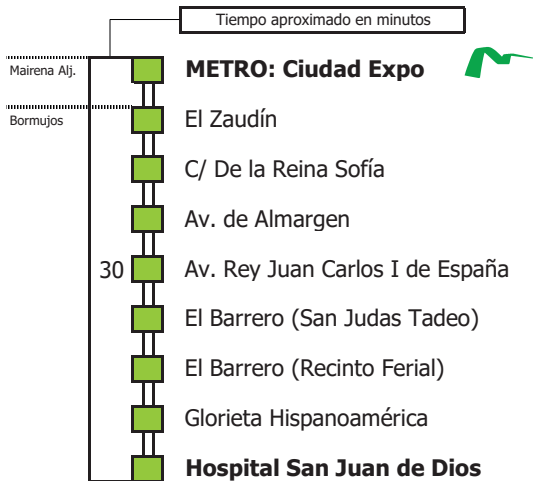 Tiempo aproximado en minutos
Mairena Alj.
METRO: Ciudad Expo
Bormujos
El Zaudín
C/ De la Reina Sofía
Av. de Almargen
30
Av. Rey Juan Carlos I de España
El Barrero (San Judas Tadeo)
El Barrero (Recinto Ferial)
Glorieta Hispanoamérica
Hospital San Juan de Dios